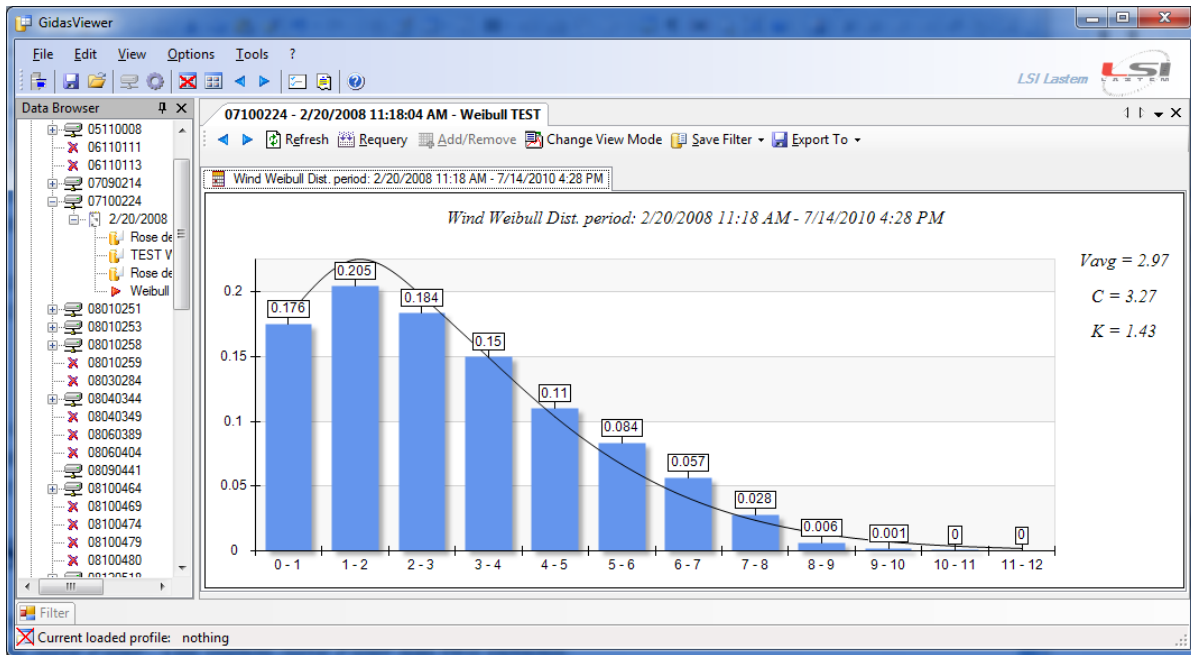 GidasViewer
File Edit View Options Tools ?
LSI Lastem LSI LASTEM
Data Browser
05110008
06110111
06110113
07090214
07100224
2/20/2008
Rose de
TEST W
Rose de
Weibull
08010251
08010253
08010258
08010259
08030284
08040344
08040349
08060389
08060404
08090441
08100464
08100469
08100474
08100479
08100480
08120518
07100224 - 2/20/2008 11:18:04 AM - Weibull TEST
Refresh Requery Add/Remove Change View Mode Save Filter Export To
Wind Weibull Dist. period: 2/20/2008 11:18 AM - 7/14/2010 4:28 PM
Wind Weibull Dist. period: 2/20/2008 11:18 AM - 7/14/2010 4:28 PM
Vavg = 2.97
C = 3.27
K = 1.43
0.2
0.15
0.1
0.05
0
0.176 0.205 0.184 0.15 0.11 0.084 0.057 0.028 0.006 0.001 0 0
0 - 1 1 - 2 2 - 3 3 - 4 4 - 5 5 - 6 6 - 7 7 - 8 8 - 9 9 - 10 10 - 11 11 - 12
Filter
Current loaded profile: nothing